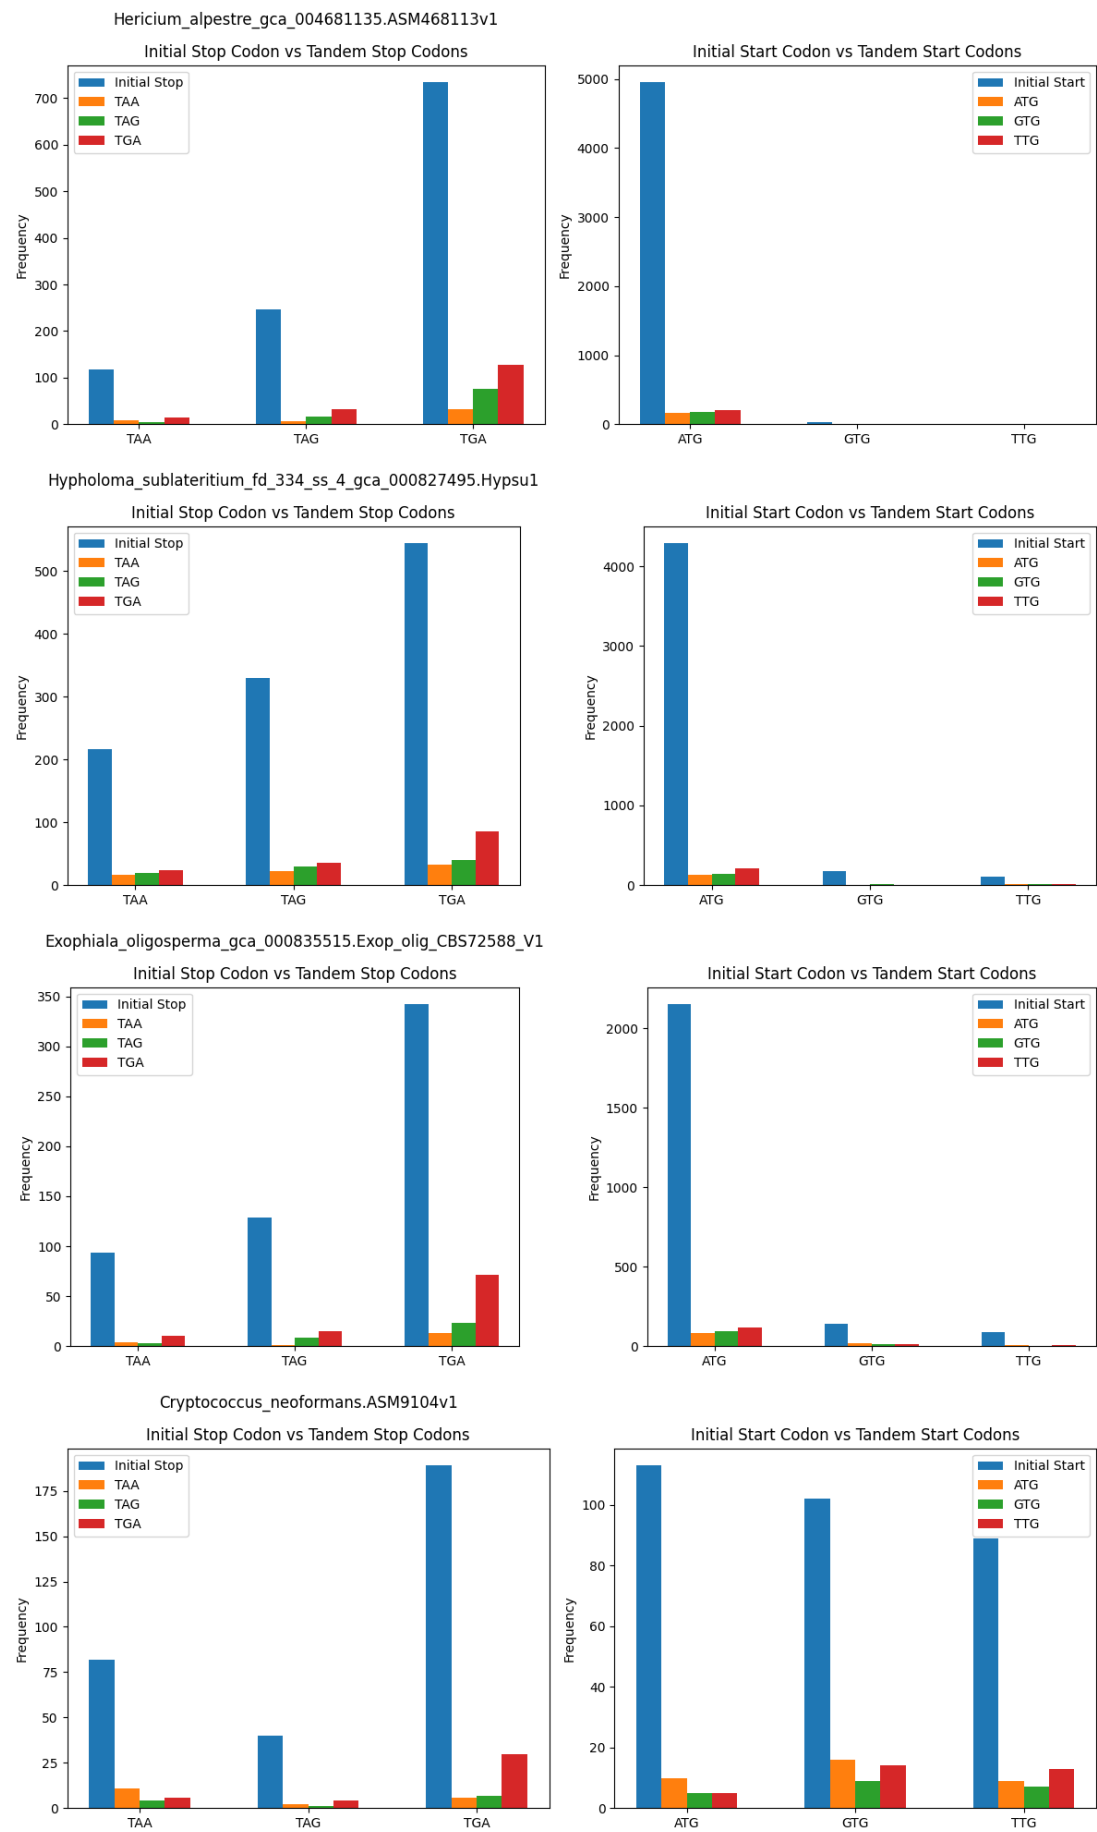 Hericium_alpestre_gca_004681135.ASM468113v1
Initial Stop Codon vs Tandem Stop Codons
Initial Stop
TAA
TAG
TGA
700
600
500
400
300
200
100
0
Frequency
TAA
TAG
TGA
Initial Start Codon vs Tandem Start Codons
Initial Start
ATG
GTG
TTG
5000
4000
3000
2000
1000
0
Frequency
ATG
GTG
TTG
Hypholoma_sublateritium_fd_334_ss_4_gca_000827495.Hypsu1
Initial Stop Codon vs Tandem Stop Codons
Initial Stop
TAA
TAG
TGA
500
400
300
200
100
0
Frequency
TAA
TAG
TGA
Initial Start Codon vs Tandem Start Codons
Initial Start
ATG
GTG
TTG
4000
3000
2000
1000
0
Frequency
ATG
GTG
TTG
Exophiala_oligosperma_gca_000835515.Exop_olig_CBS72588_V1
Initial Stop Codon vs Tandem Stop Codons
Initial Stop
TAA
TAG
TGA
350
300
250
200
150
100
50
0
Frequency
TAA
TAG
TGA
Initial Start Codon vs Tandem Start Codons
Initial Start
ATG
GTG
TTG
2000
1500
1000
500
0
Frequency
ATG
GTG
TTG
Cryptococcus_neoformans.ASM9104v1
Initial Stop Codon vs Tandem Stop Codons
Initial Stop
TAA
TAG
TGA
175
150
125
100
75
50
25
0
Frequency
TAA
TAG
TGA
Initial Start Codon vs Tandem Start Codons
Initial Start
ATG
GTG
TTG
100
80
60
40
20
0
Frequency
ATG
GTG
TTG